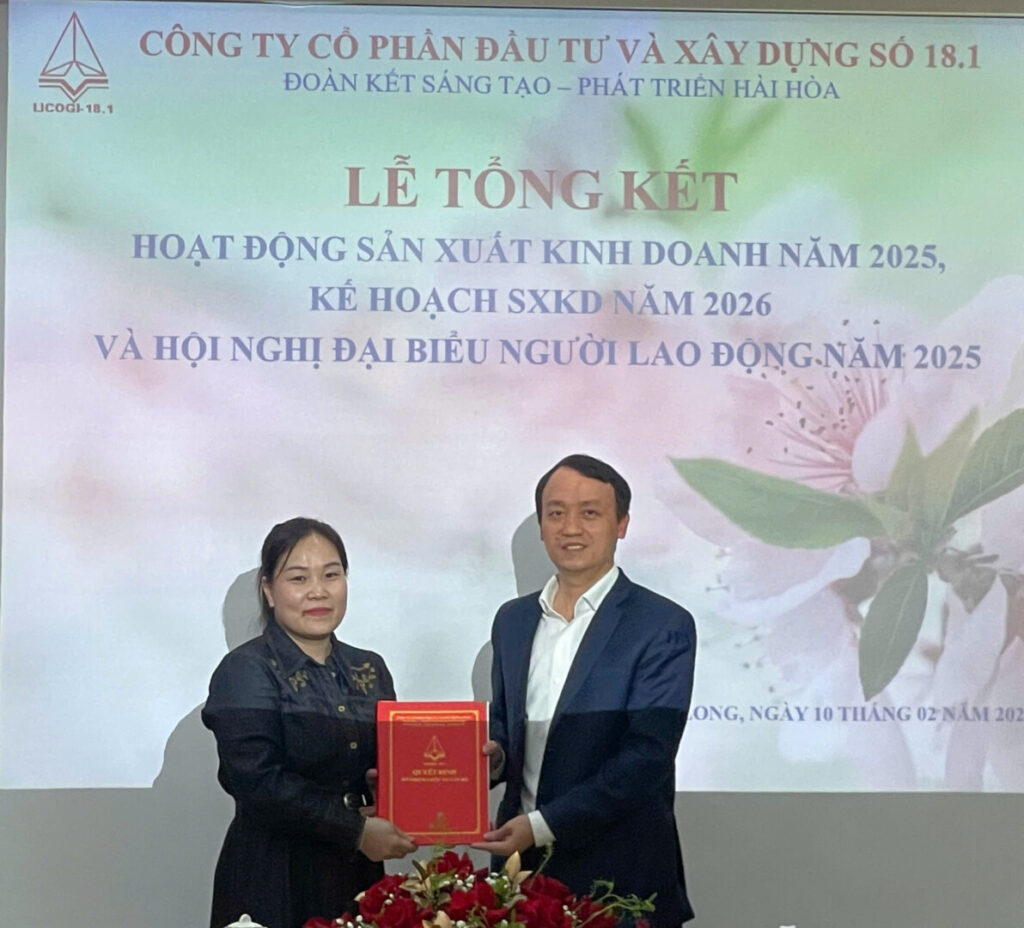 CÔNG TY CỔ PHẦN ĐẦU TƯ VÀ XÂY DỰNG SỐ 18.1
ĐOÀN KẾT SÁNG TẠO – PHÁT TRIỂN HÀI HÒA
LICOGI-18.1
LỄ TỔNG KẾT
HOẠT ĐỘNG SẢN XUẤT KINH DOANH NĂM 2025,
KẾ HOẠCH SXKD NĂM 2026
VÀ HỘI NGHỊ ĐẠI BIỂU NGƯỜI LAO ĐỘNG NĂM 2025
LONG, NGÀY 10 THÁNG 02 NĂM 202
QUYẾT ĐỊNH